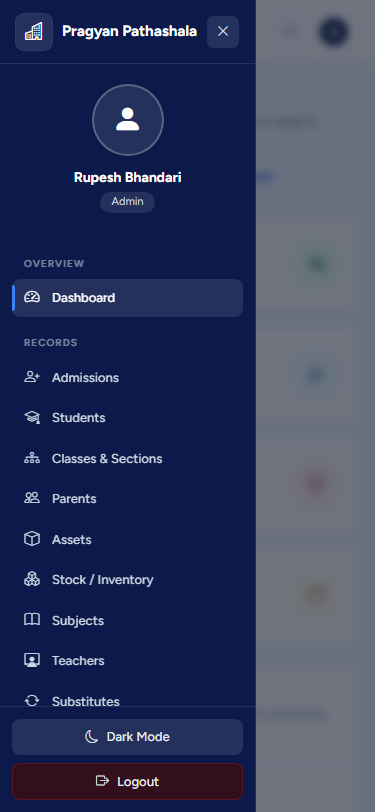 Pragyan Pathashala
Rupesh Bhandari
Admin
OVERVIEW
Dashboard
RECORDS
Admissions
Students
Classes & Sections
Parents
Assets
Stock / Inventory
Subjects
Teachers
Substitutes
Dark Mode
Logout